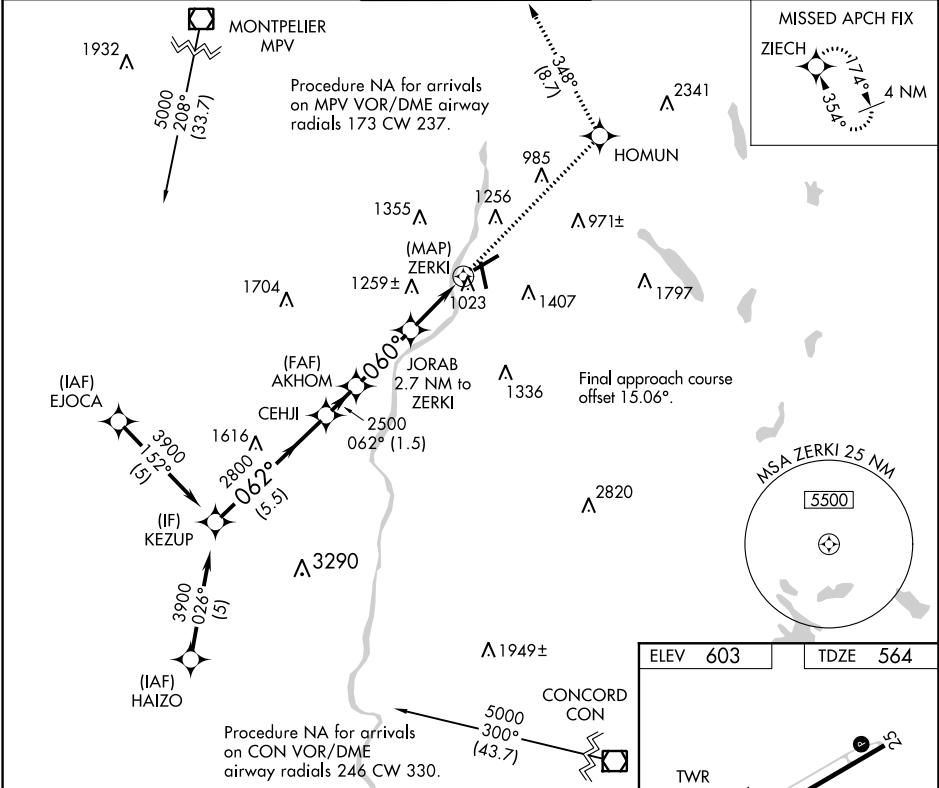 MONTPELIER
MPV
1932
5000
208°
(33.7)
Procedure NA for arrivals
on MPV VOR/DME airway
radials 173 CW 237.
348°
(8.7)
2341
HOMUN
MISSED APCH FIX
ZIECH
174°
354°
4 NM
985
1256
1355
971±
(MAP)
ZERKI
1259±
1704
1023
1407
1797
(FAF)
AKHOM
060°
JORAB
2.7 NM to
ZERKI
1336
Final approach course
offset 15.06°.
(IAF)
EJOCA
CEHJI
2500
062° (1.5)
3900
152°
(5)
1616
2800
062°
(5.5)
MSA ZERKI 25 NM
5500
2820
(IF)
KEZUP
3290
3900
026°
(5)
(IAF)
HAIZO
1949±
ELEV 603
TDZE 564
CONCORD
CON
5000
300°
(43.7)
Procedure NA for arrivals
on CON VOR/DME
airway radials 246 CW 330.
P
25
TWR